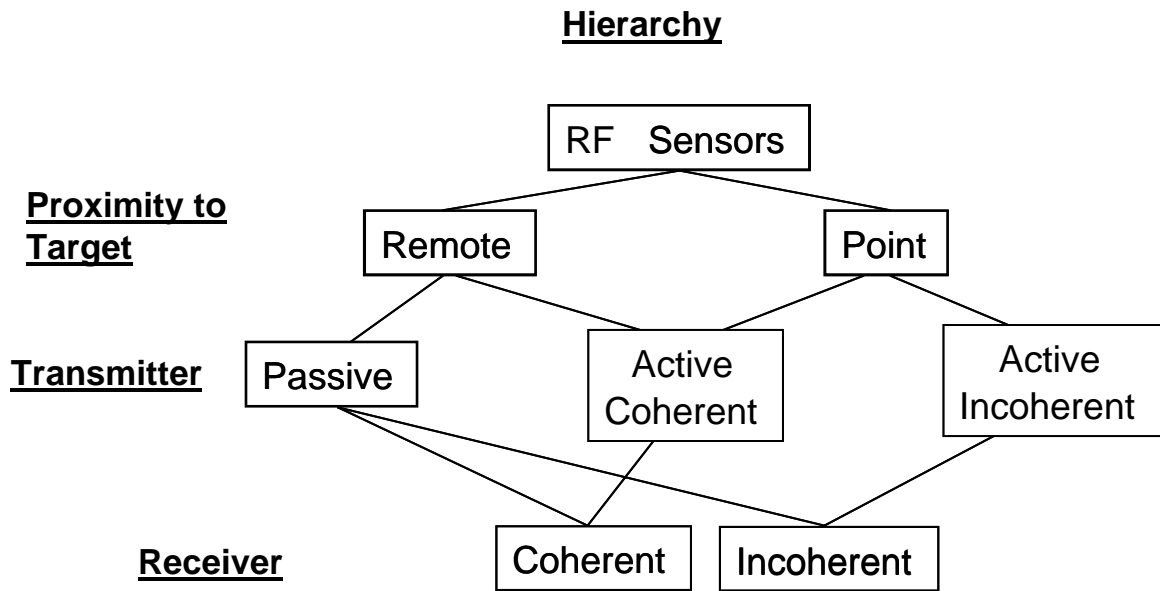 Hierarchy
RF Sensors
Proximity to
Target
Remote
Point
Transmitter
Passive
Active
Coherent
Active
Incoherent
Receiver
Coherent
Incoherent